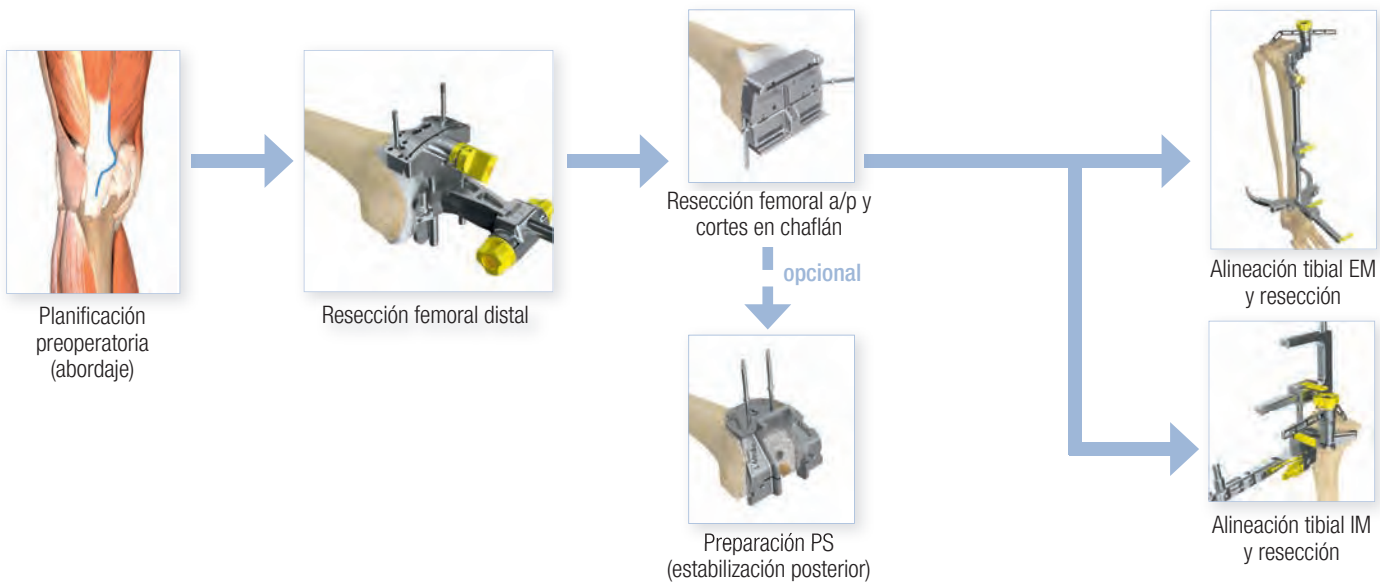 Planificación
preoperatoria
(abordaje)
Resección femoral distal
Resección femoral a/p y
cortes en chaflán
opcional
Preparación PS
(estabilización posterior)
Alineación tibial EM
y resección
Alineación tibial IM
y resección